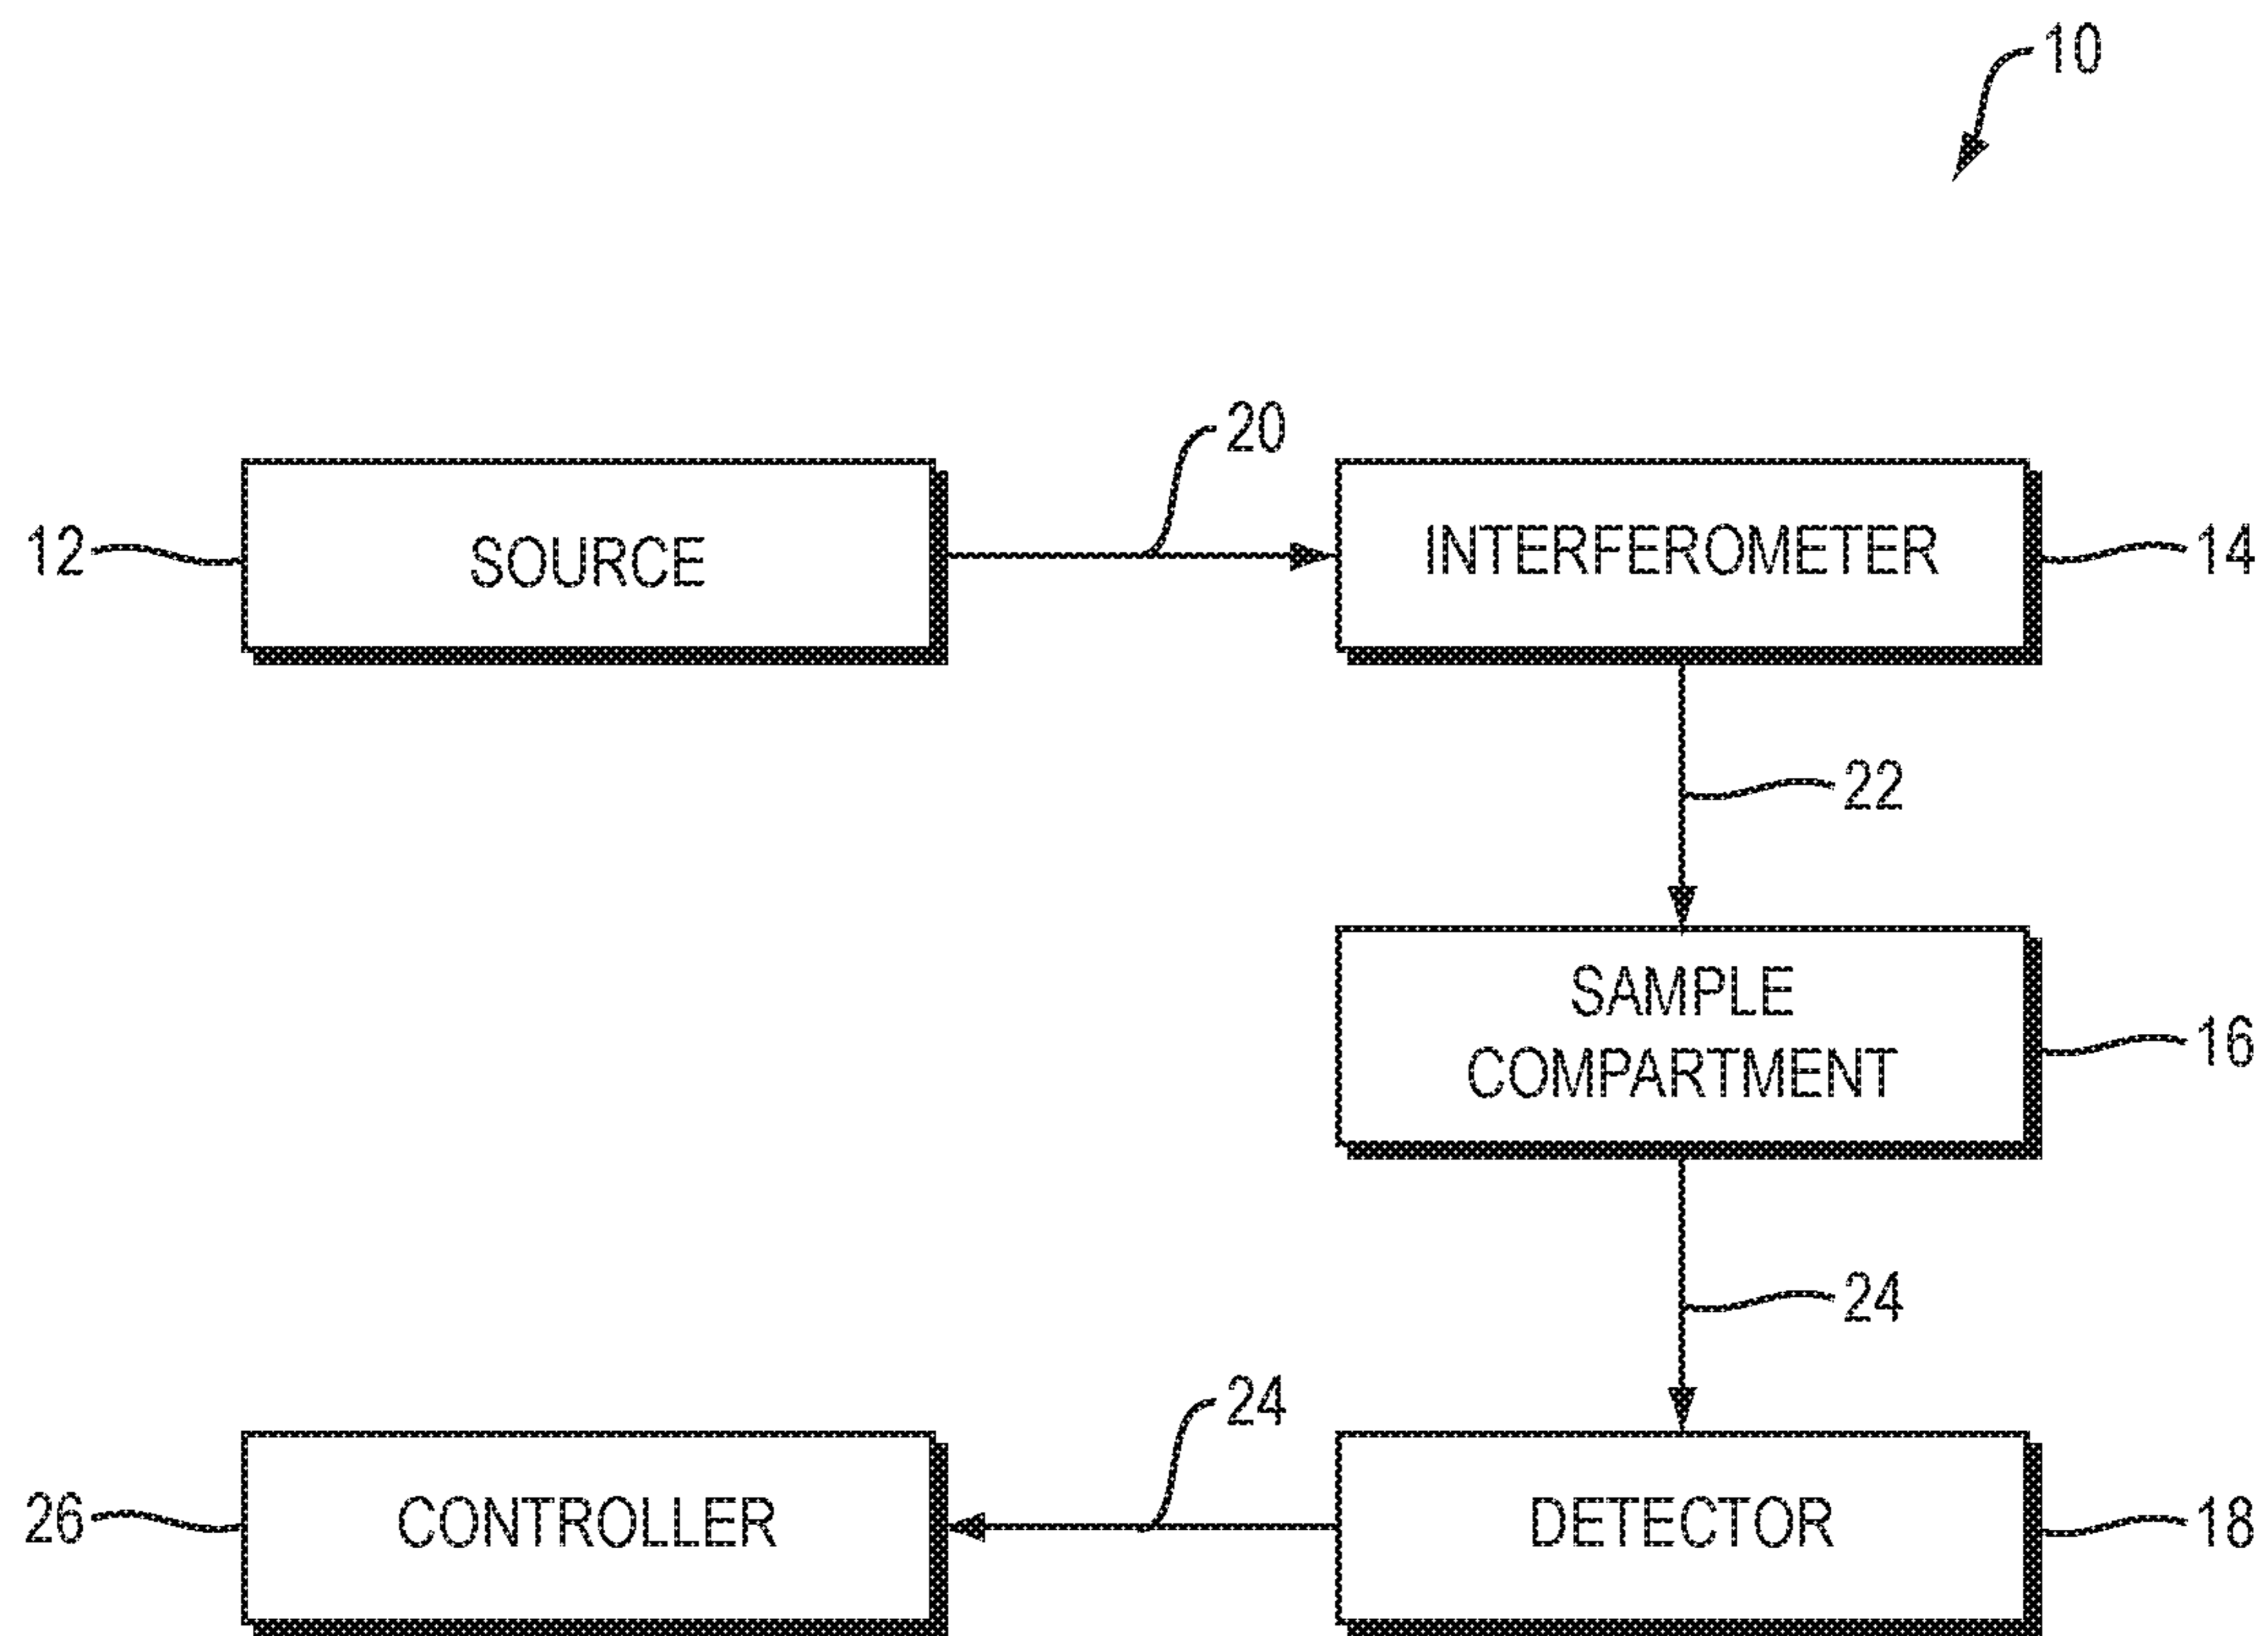 10
20
12
SOURCE
INTERFEROMETER
14
22
SAMPLE
COMPARTMENT
16
24
24
26
CONTROLLER
DETECTOR
18